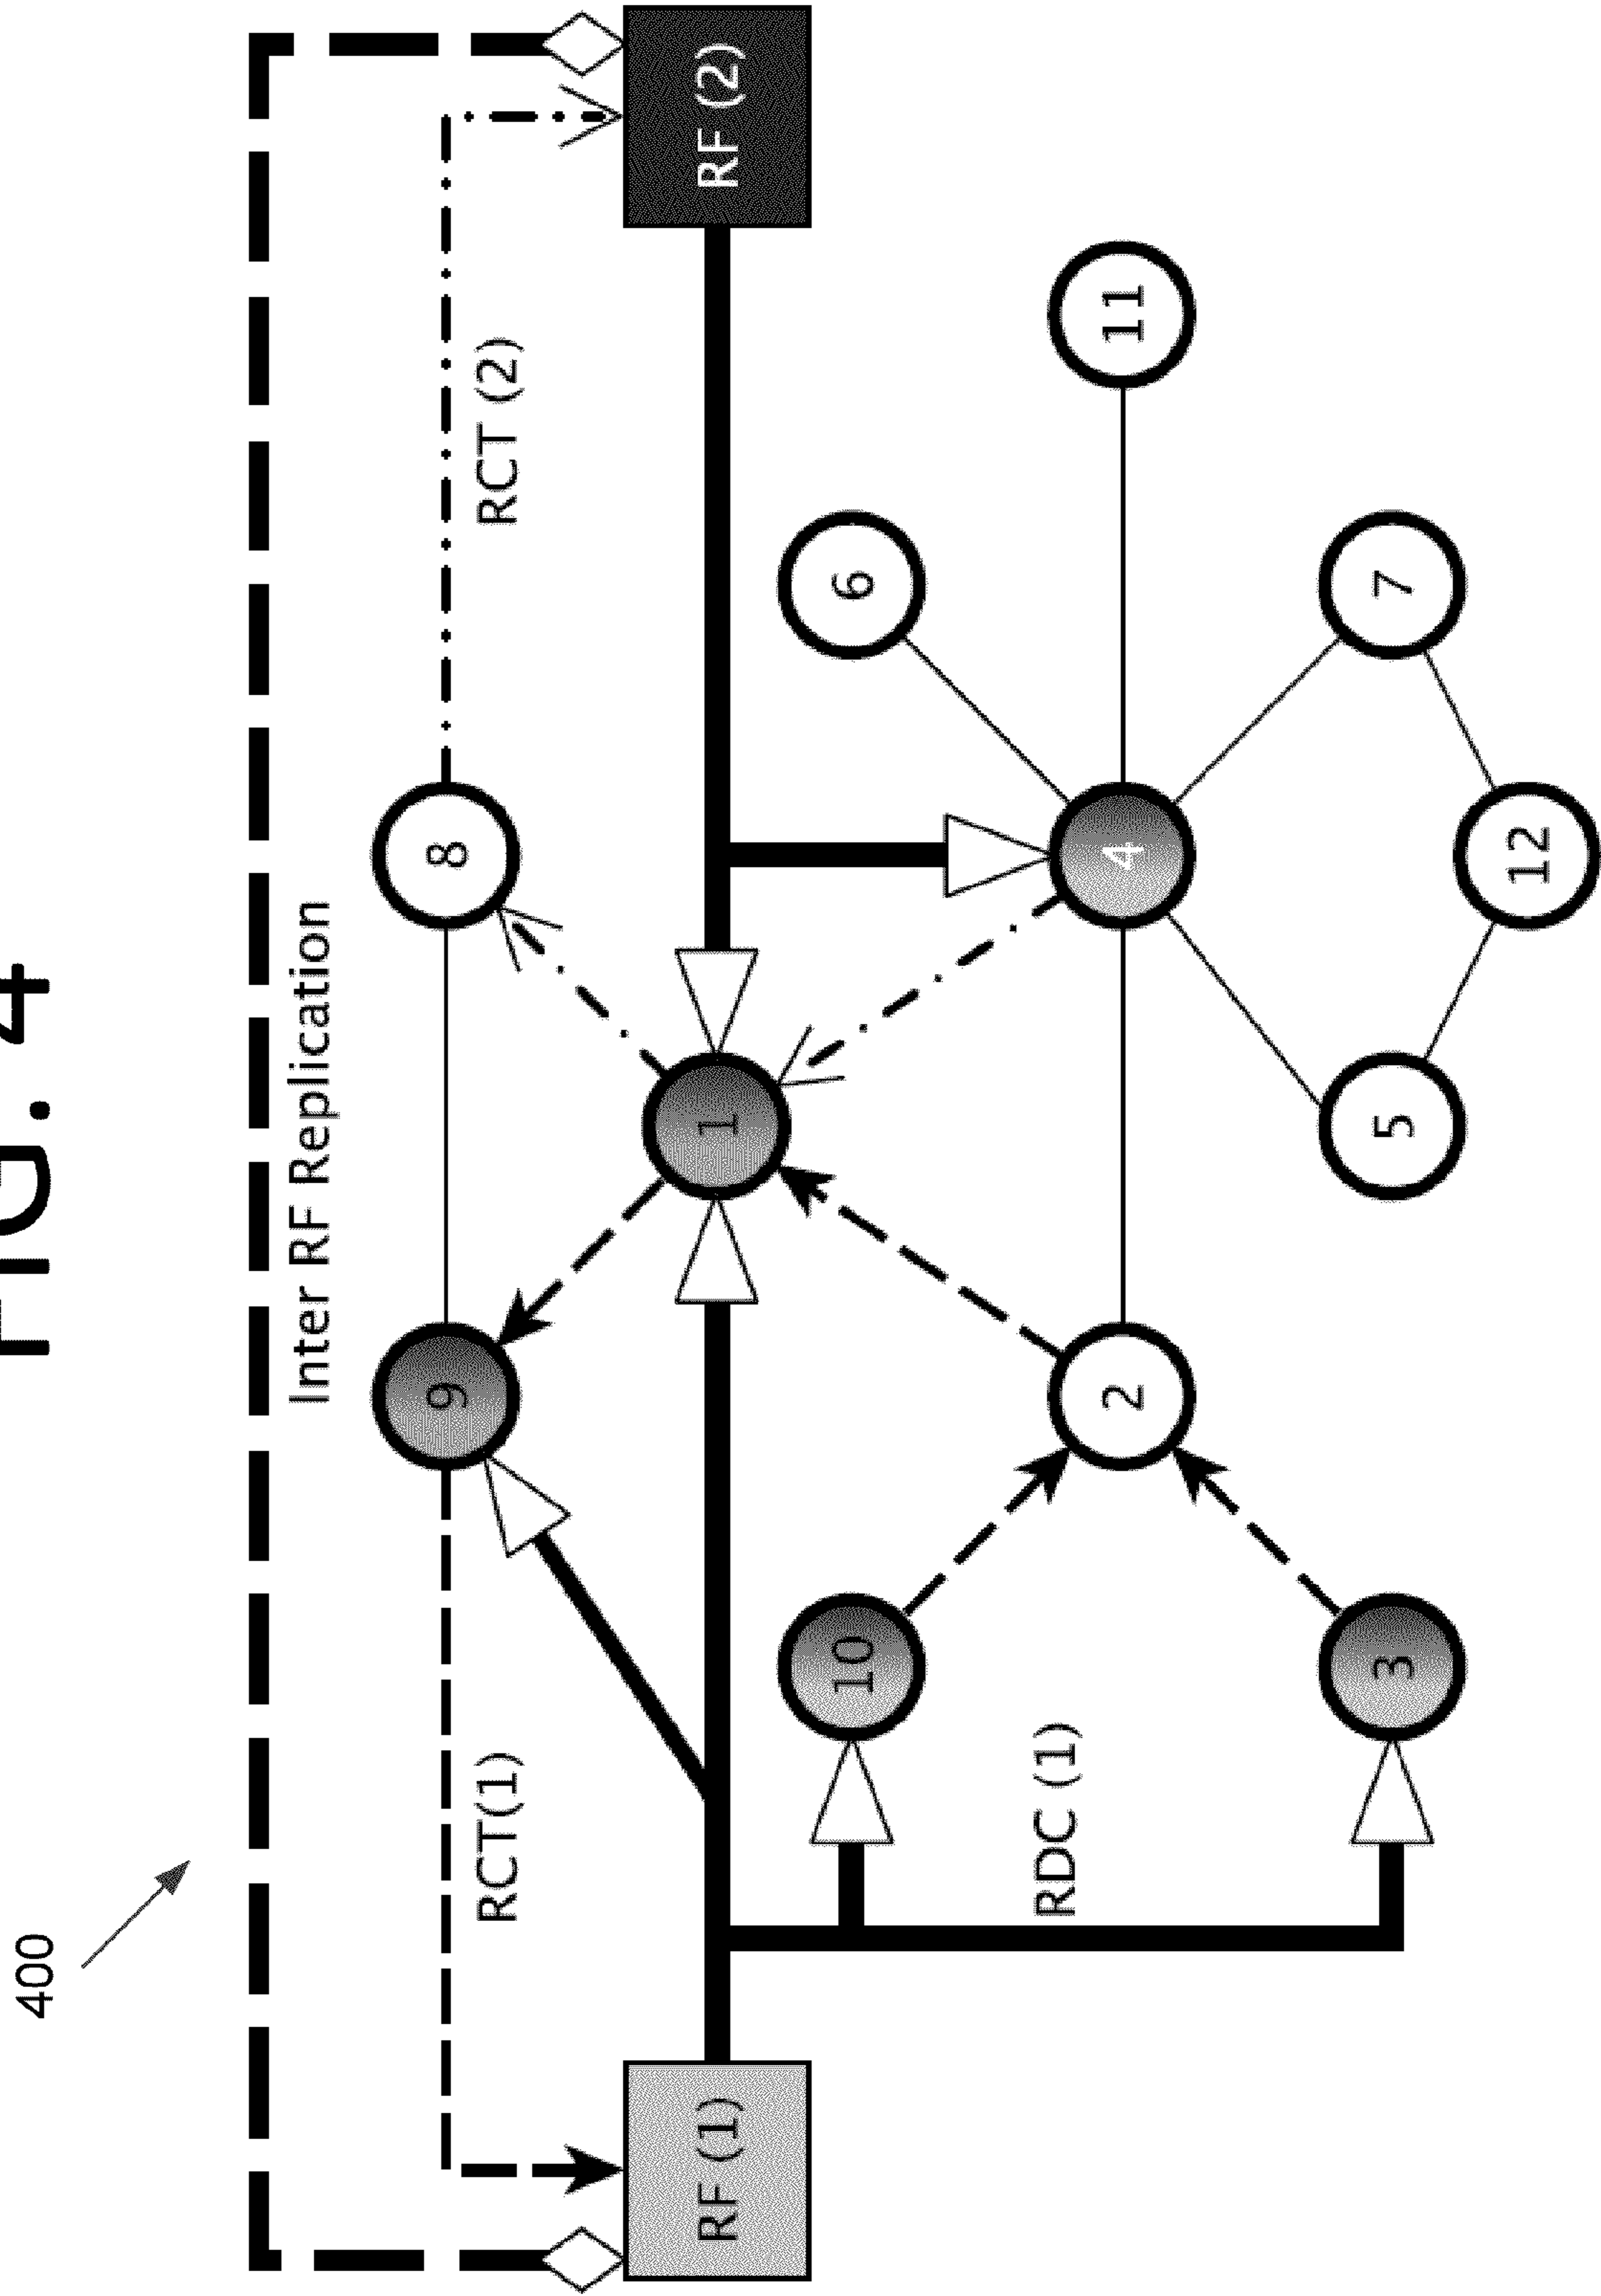 FIG. 4
400
Inter RF Replication
9
8
RCT(1)
RCT (2)
RF (1)
1
RF (2)
10
6
RDC (1)
2
4
11
3
5
7
12